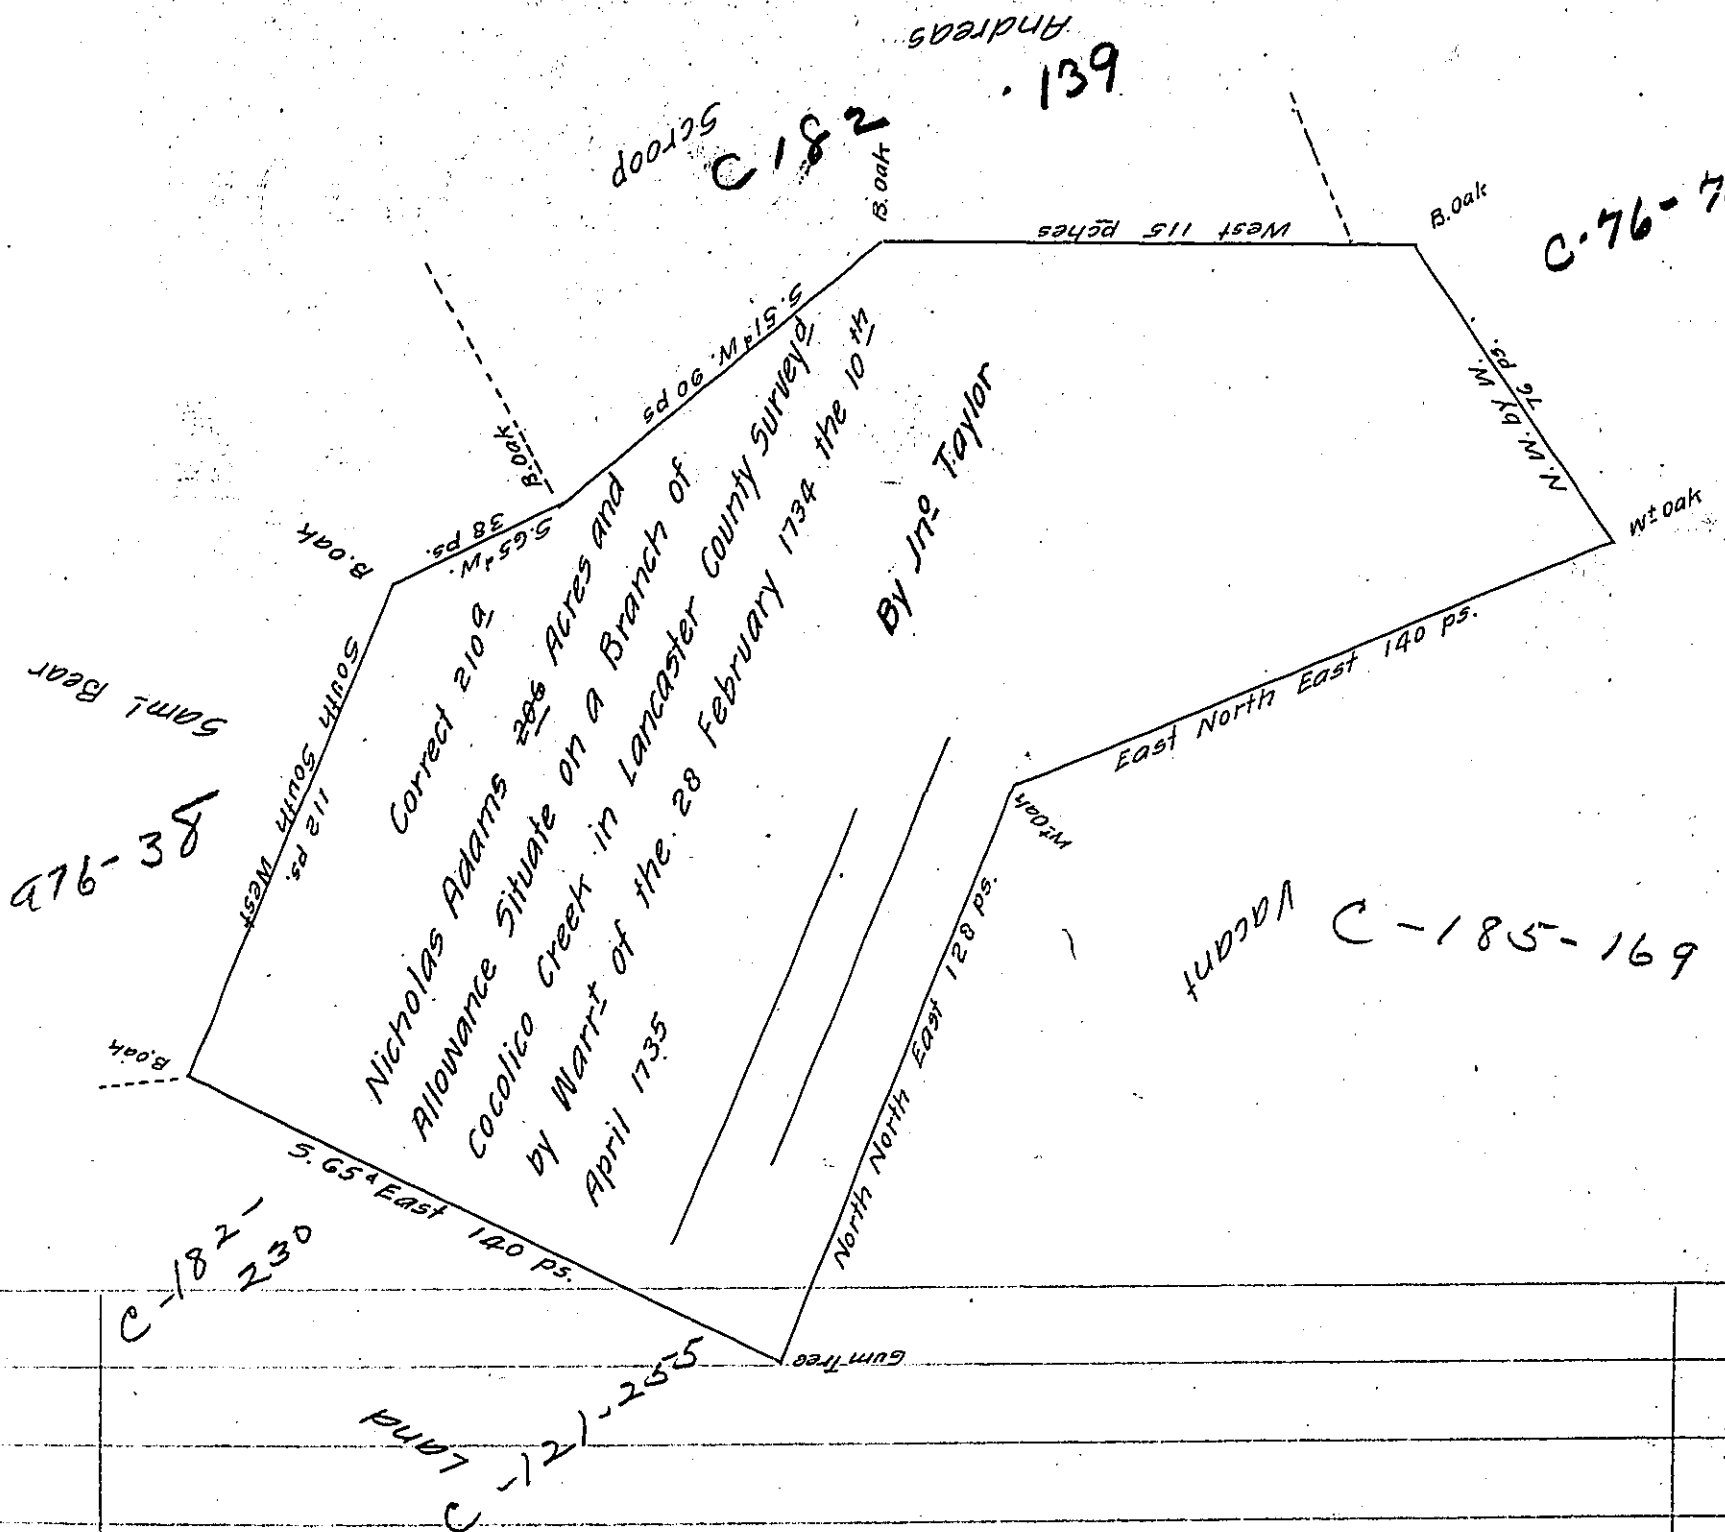 Andreas
Scroop
C 182 · 139
B. Oak
West 115 pches
B. Oak
C-76-7
S. 51ᵈ W. 90 ps
N. W. by W.
76 ps.
Wᵗ Oak
B. Oak
S. 65ᵈ W.
38 ps.
B. Oak
East North East 140 ps.
Wᵗ Oak
Samˡ Bear
South South West
112 ps.
A76-38
Correct 210ᵃ
Nicholas Adams 206 Acres and
Allowance Situate on a Branch of
Cocolico Creek in Lancaster County Surveyᵈ
by Warrᵗ of the 28 February 1734 the 10ᵗʰ
April 1735
By Jnᵒ Taylor
North North East 128 ps.
Vacant
C-185-169
B. Oak
S. 65ᵈ East 140 ps.
C-182-
230
Gum Tree
Land
C-121-255